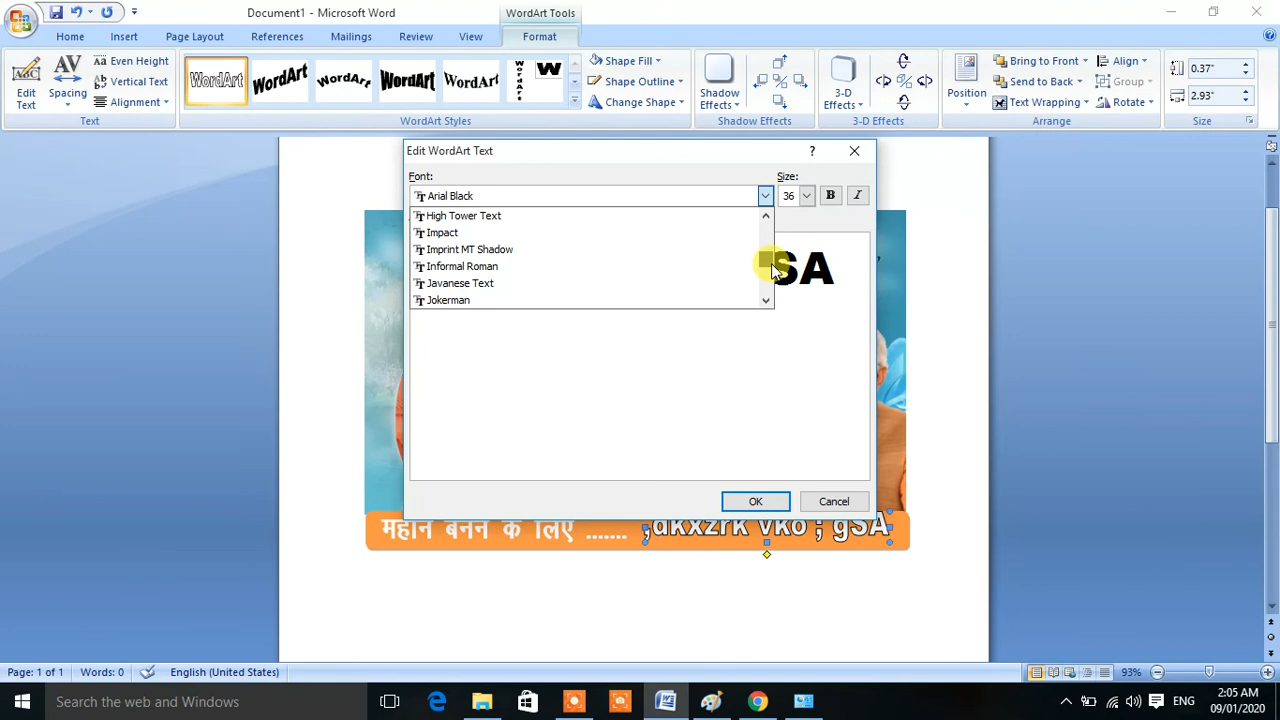 Document1 - Microsoft Word
WordArt Tools
Home
Insert
Page Layout
References
Mailings
Review
View
Format
Edit Text
AV
Spacing
Even Height
Vertical Text
Alignment
Text
WordArt
WordArt
WordArt
WordArt
WordArt
WordArt
W
WordArt Styles
Shape Fill
Shape Outline
Change Shape
Shadow Effects
Shadow Effects
3-D Effects
3-D Effects
Position
Bring to Front
Send to Back
Text Wrapping
Align
Group
Rotate
Arrange
0.37"
2.93"
Size
Edit WordArt Text
Font:
Size:
Arial Black
36
B
I
High Tower Text
Impact
Imprint MT Shadow
Informal Roman
Javanese Text
Jokerman
SA
OK
Cancel
महान बनने के लिए ....... ;dkxzrk vko ; gSA
Page: 1 of 1
Words: 0
English (United States)
93%
Search the web and Windows
ENG
2:05 AM
09/01/2020